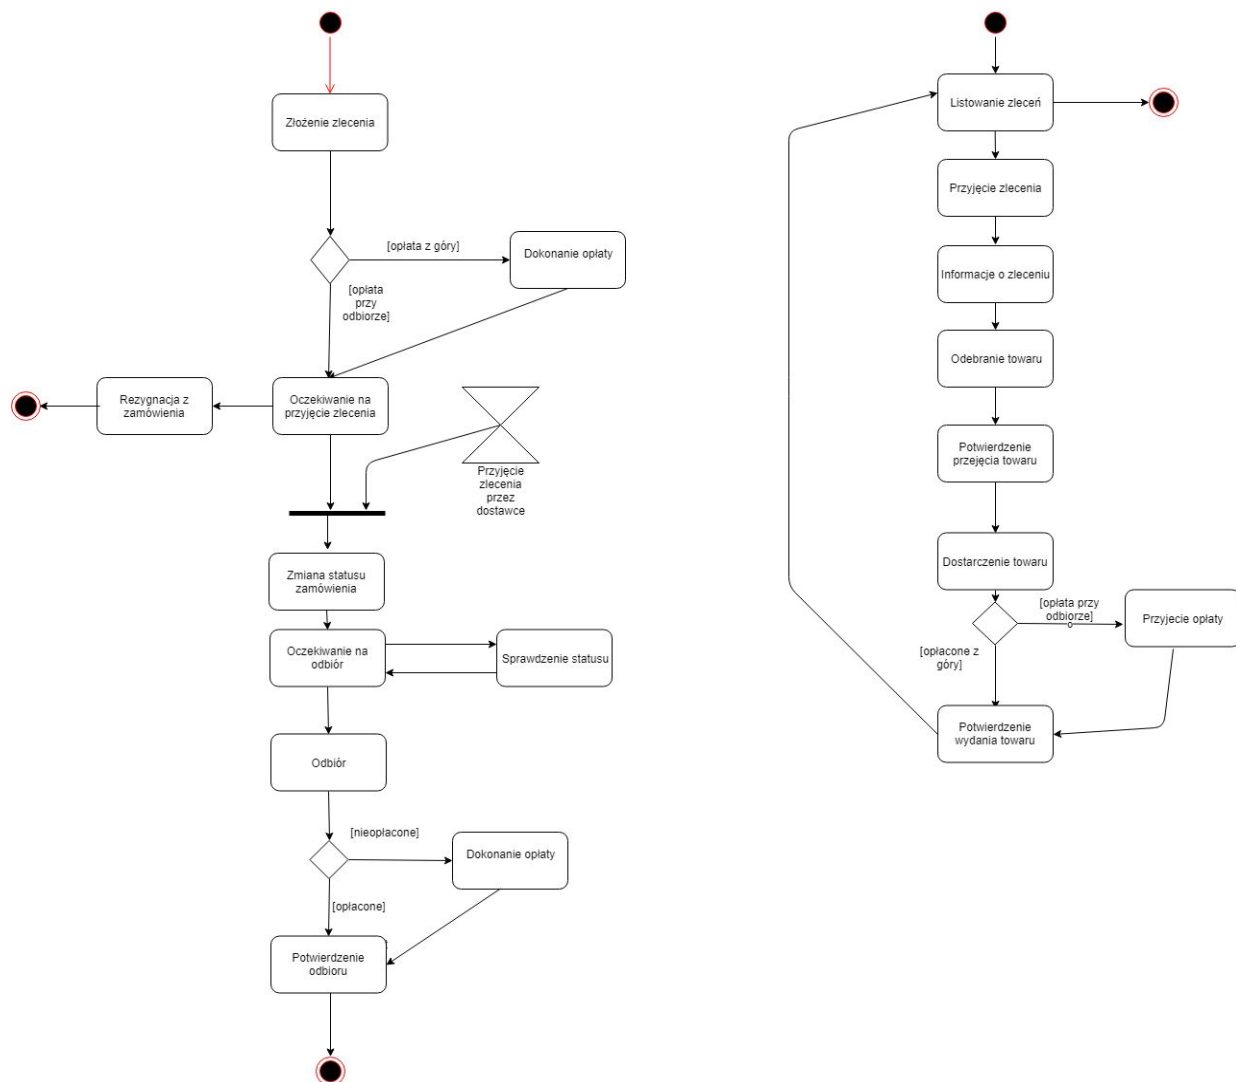 Złożenie zlecenia
[opłata z góry]
Dokonanie opłaty
[opłata
przy
odbiorze]
Rezygnacja z
zamówienia
Oczekiwanie na
przyjęcie zlecenia
Przyjęcie
zlecenia
przez
dostawce
Zmiana statusu
zamówienia
Oczekiwanie na
odbiór
Sprawdzenie statusu
Odbiór
[nieopłacone]
Dokonanie opłaty
[opłacone]
Potwierdzenie
odbioru
Listowanie zleceń
Przyjęcie zlecenia
Informacje o zleceniu
Odebranie towaru
Potwierdzenie
przejęcia towaru
Dostarczenie towaru
[opłata przy
odbiorze]
Przyjecie opłaty
[opłacone z
góry]
Potwierdzenie
wydania towaru